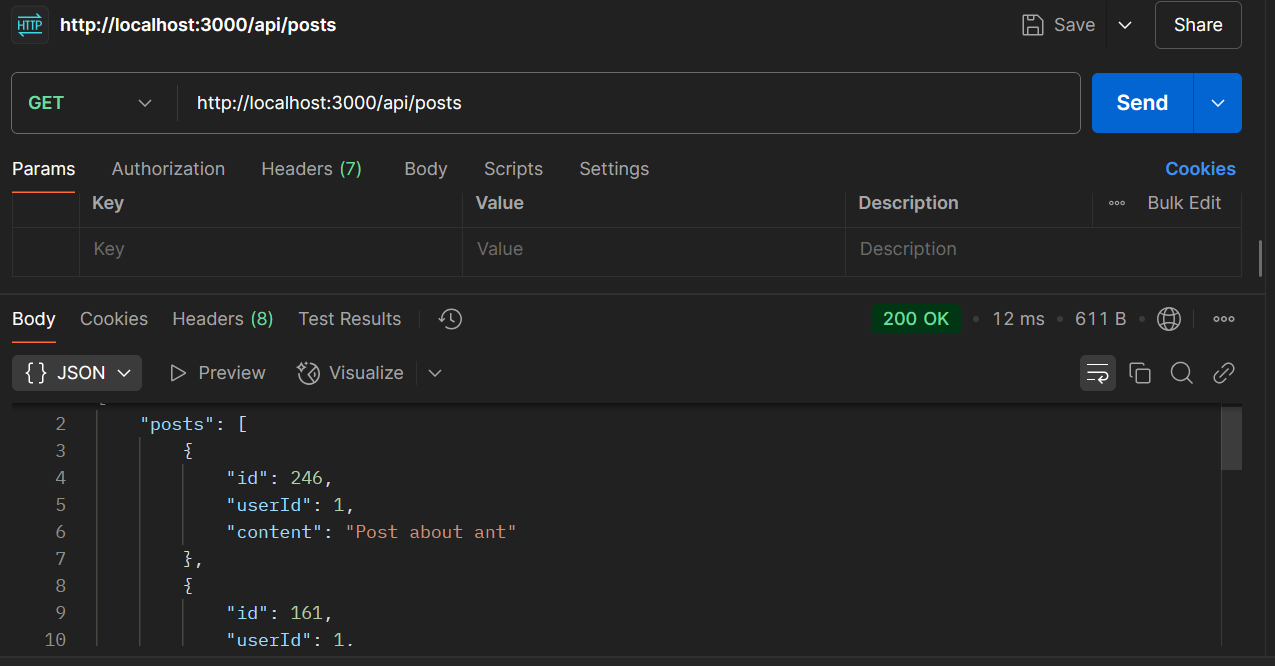 HTTP http://localhost:3000/api/posts Save Share
GET http://localhost:3000/api/posts Send
Params Authorization Headers (7) Body Scripts Settings Cookies
Key Value Description Bulk Edit
Key Value Description
Body Cookies Headers (8) Test Results 200 OK 12 ms 611 B
{} JSON Preview Visualize
2 "posts": [
3 {
4 "id": 246,
5 "userId": 1,
6 "content": "Post about ant"
7 },
8 {
9 "id": 161,
10 "userId": 1,